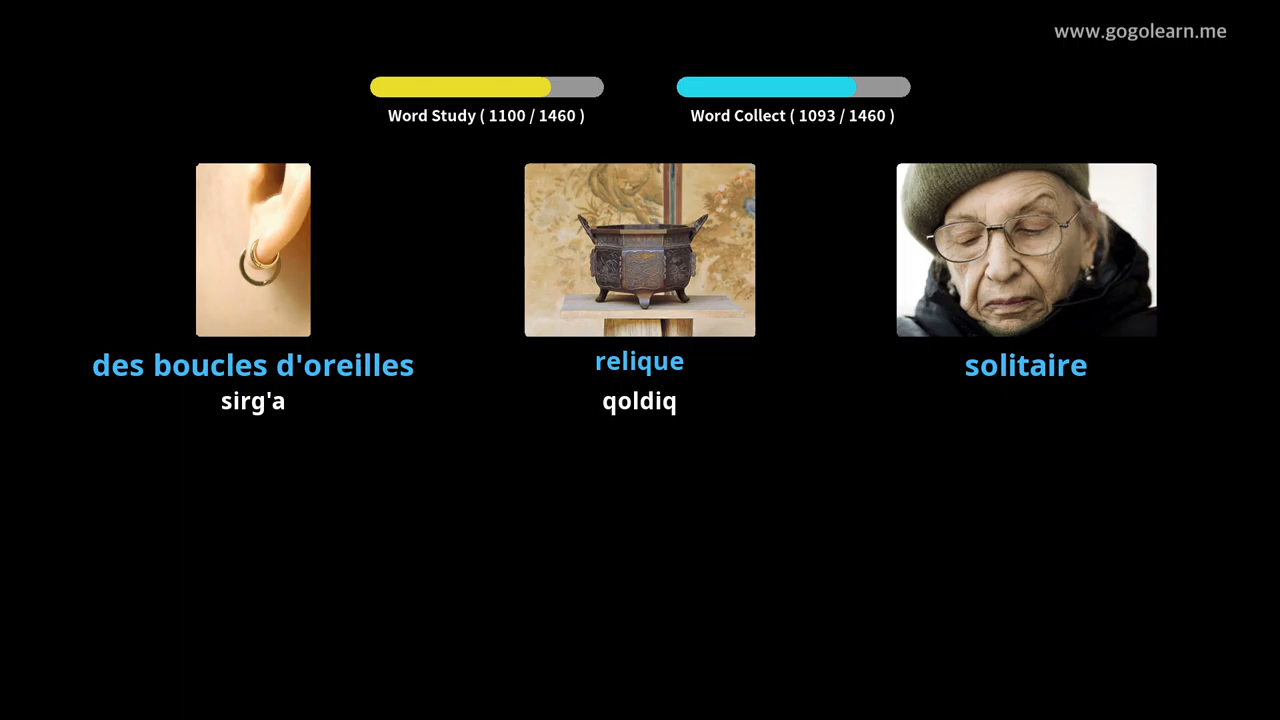 www.gogolearn.me
Word Study ( 1100 / 1460 )
Word Collect ( 1093 / 1460 )
des boucles d'oreilles
sirg'a
relique
qoldiq
solitaire